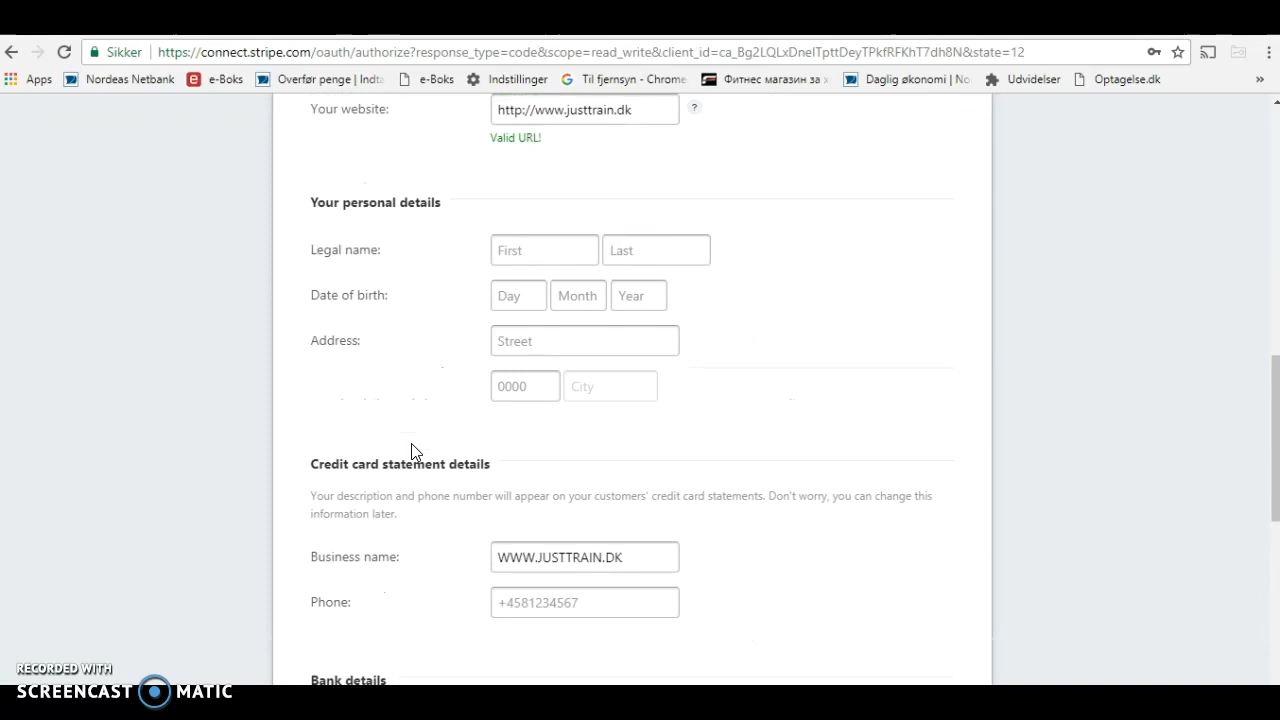 Sikker
https://connect.stripe.com/oauth/authorize?response_type=code&scope=read_write&client_id=ca_Bg2LQLxDneITpttDeyTPkfRFKhT7dh8N&state=12
Apps Nordeas Netbank e-Boks Overfør penge | Indta e-Boks Indstillinger Til fjernsyn - Chrome Фитнес магазин за х Daglig økonomi | No Udvidelser Optagelse.dk »
Your website: http://www.justtrain.dk ?
Valid URL!
Your personal details
Legal name: First Last
Date of birth: Day Month Year
Address: Street
0000 City
Credit card statement details
Your description and phone number will appear on your customers' credit card statements. Don't worry, you can change this
information later.
Business name: WWW.JUSTTRAIN.DK
Phone: +4581234567
Bank details
RECORDED WITH
SCREENCAST MATIC